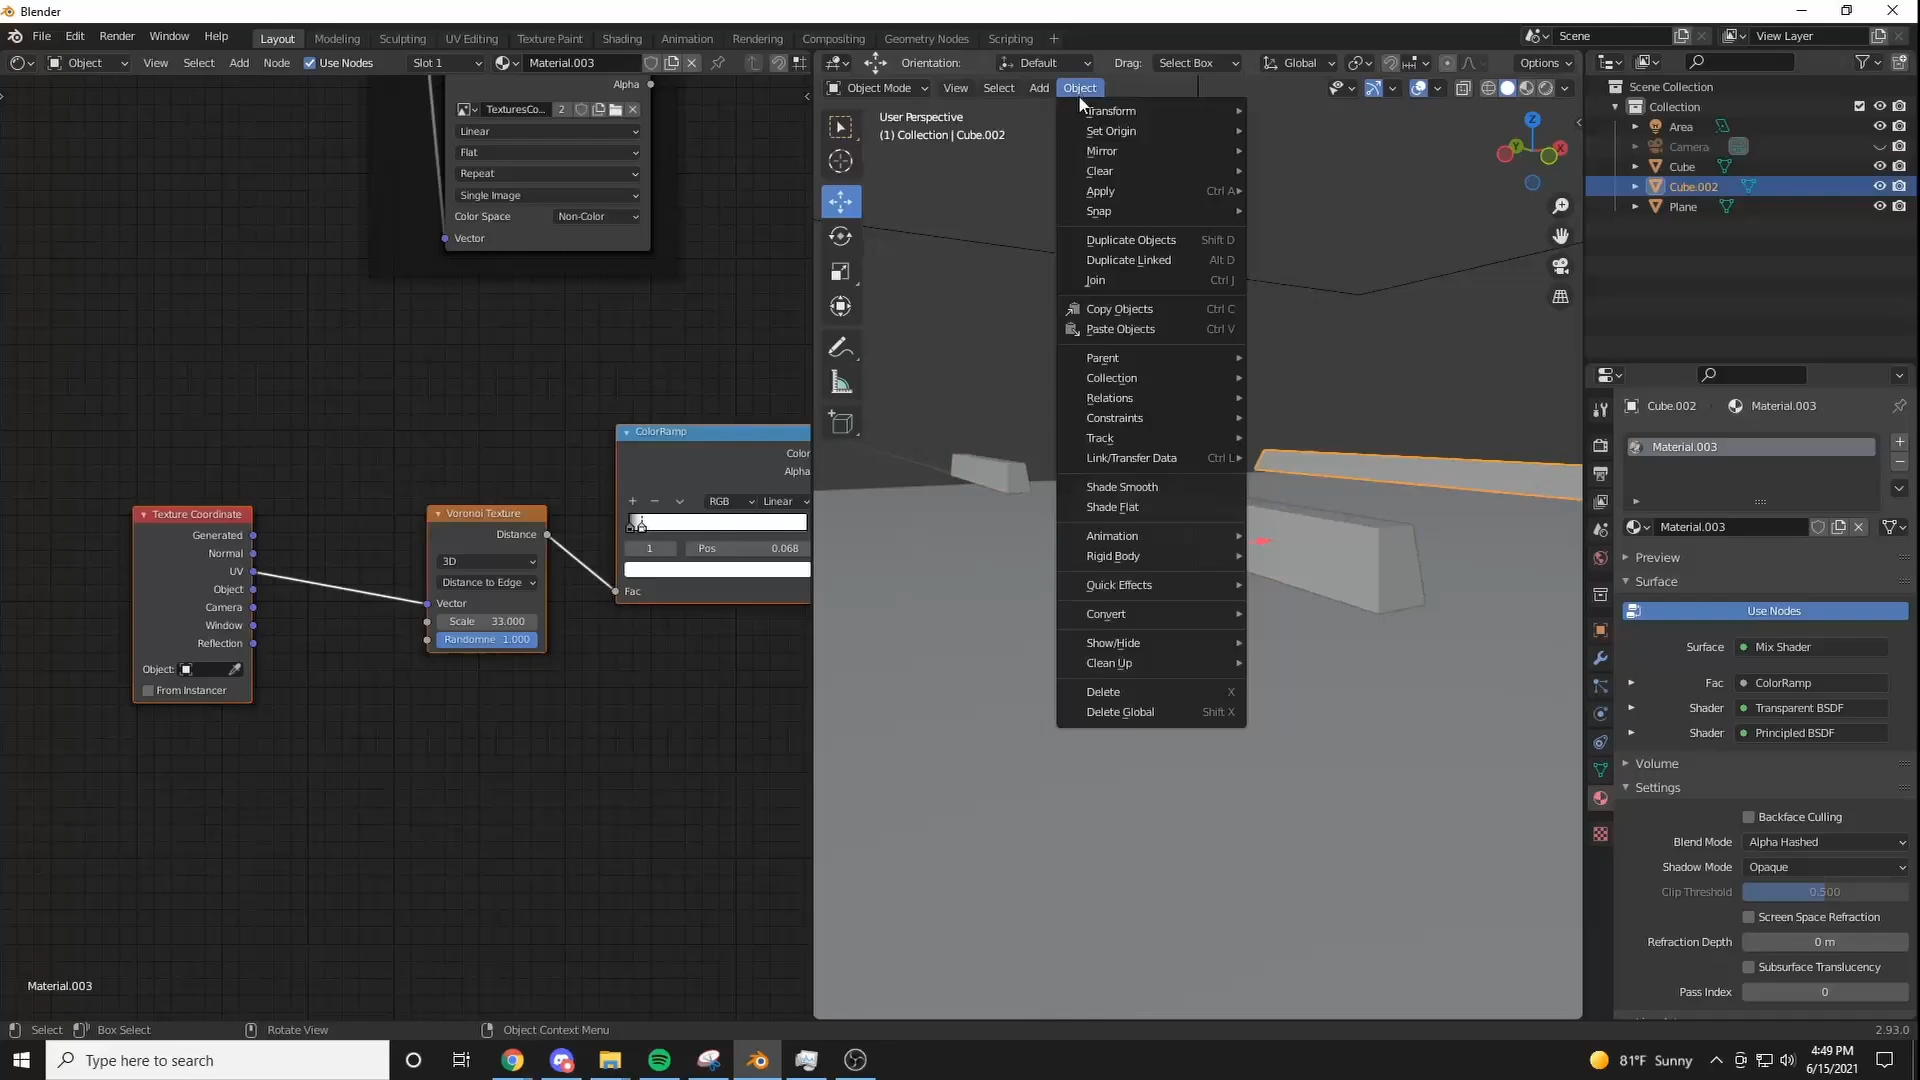 Blender
File Edit Render Window Help
Layout Modeling Sculpting UV Editing Texture Paint Shading Animation Rendering Compositing Geometry Nodes Scripting +
Scene
View Layer
Object View Select Add Node Use Nodes Slot 1 Material.003
Orientation: Default Drag: Select Box Global Options
Object Mode View Select Add Object
User Perspective
(1) Collection | Cube.002
Alpha
TexturesCo... 2
Linear
Flat
Repeat
Single Image
Color Space Non-Color
Vector
ColorRamp
Color
Alpha
RGB Linear
1 Pos 0.068
Fac
Texture Coordinate
Generated
Normal
UV
Object
Camera
Window
Reflection
Object:
From Instancer
Voronoi Texture
Distance
3D
Distance to Edge
Vector
Scale 33.000
Randomne 1.000
Material.003
Transform
Set Origin
Mirror
Clear
Apply Ctrl A
Snap
Duplicate Objects Shift D
Duplicate Linked Alt D
Join Ctrl J
Copy Objects Ctrl C
Paste Objects Ctrl V
Parent
Collection
Relations
Constraints
Track
Link/Transfer Data Ctrl L
Shade Smooth
Shade Flat
Animation
Rigid Body
Quick Effects
Convert
Show/Hide
Clean Up
Delete X
Delete Global Shift X
Z
Y
X
Scene Collection
Collection
Area
Camera
Cube
Cube.002
Plane
Cube.002 Material.003
Material.003
Material.003
Preview
Surface
Use Nodes
Surface Mix Shader
Fac ColorRamp
Shader Transparent BSDF
Shader Principled BSDF
Volume
Settings
Backface Culling
Blend Mode Alpha Hashed
Shadow Mode Opaque
Clip Threshold 0.500
Screen Space Refraction
Refraction Depth 0 m
Subsurface Translucency
Pass Index 0
Select Box Select Rotate View Object Context Menu 2.93.0
Type here to search
81°F Sunny
4:49 PM
6/15/2021